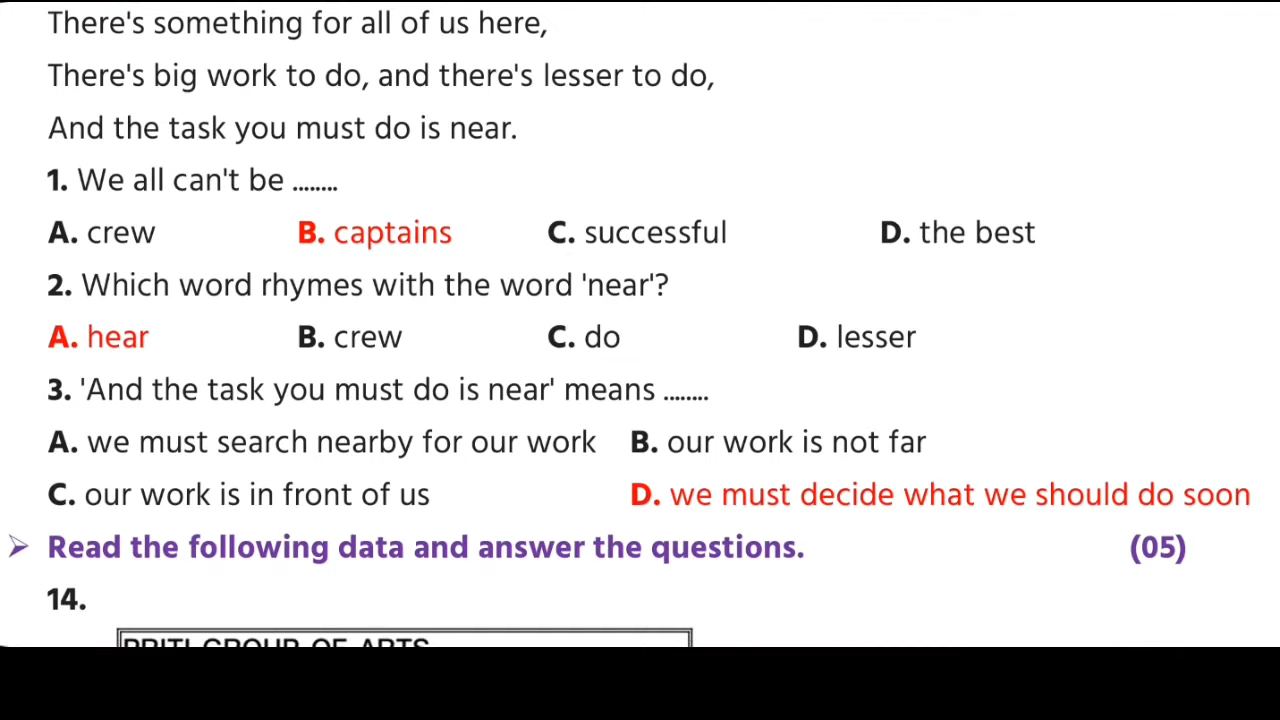 There's something for all of us here,
There's big work to do, and there's lesser to do,
And the task you must do is near.
1. We all can't be ........
A. crew B. captains C. successful D. the best
2. Which word rhymes with the word 'near'?
A. hear B. crew C. do D. lesser
3. 'And the task you must do is near' means ........
A. we must search nearby for our work B. our work is not far
C. our work is in front of us D. we must decide what we should do soon
➢ Read the following data and answer the questions. (05)
14.
PRITI GROUP OF ARTS